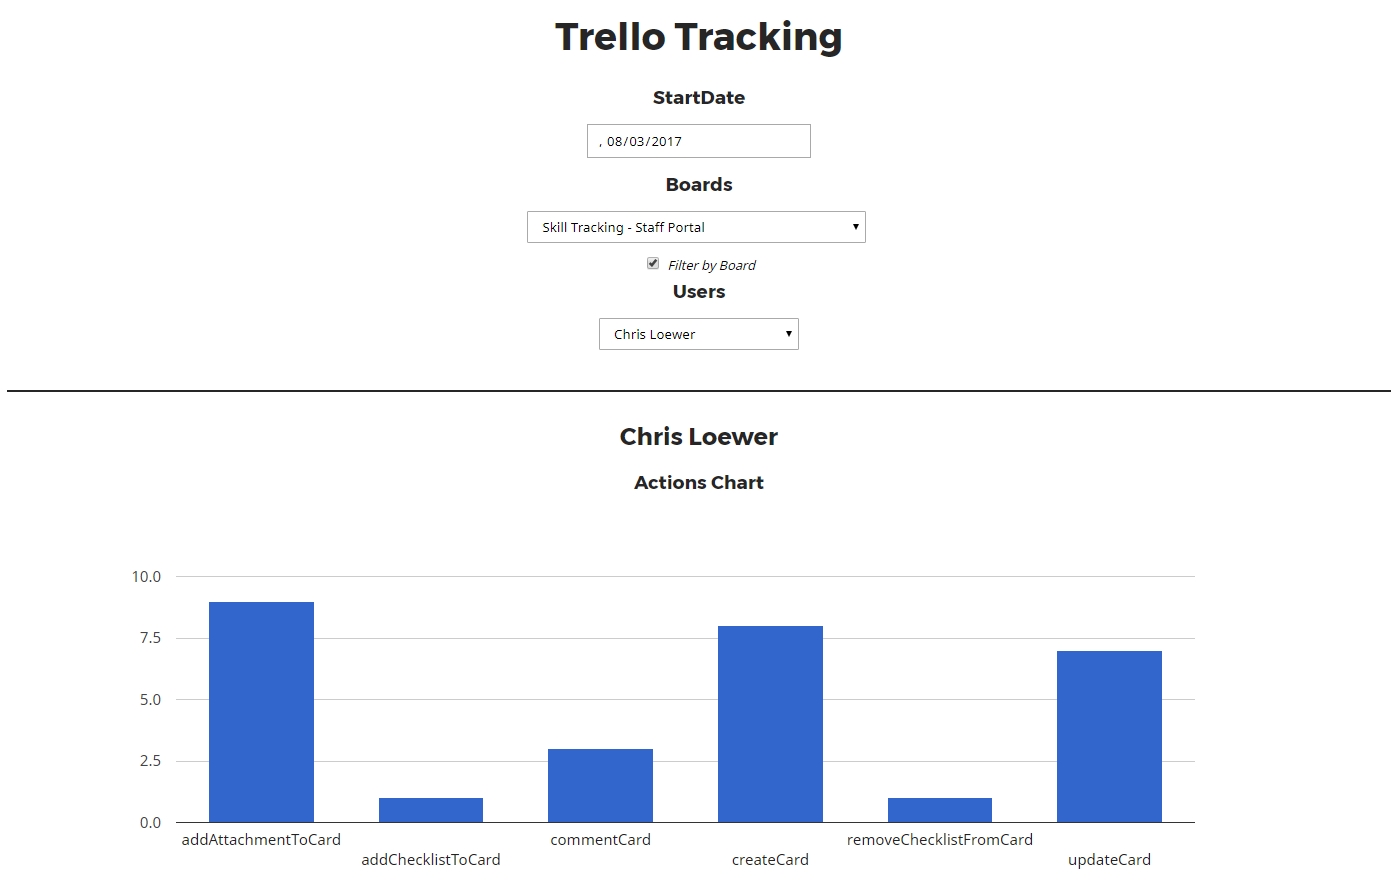 Trello Tracking
StartDate
, 08/03/2017
Boards
Skill Tracking - Staff Portal
Filter by Board
Users
Chris Loewer
Chris Loewer
Actions Chart
10.0
7.5
5.0
2.5
0.0
addAttachmentToCard
addChecklistToCard
commentCard
createCard
removeChecklistFromCard
updateCard